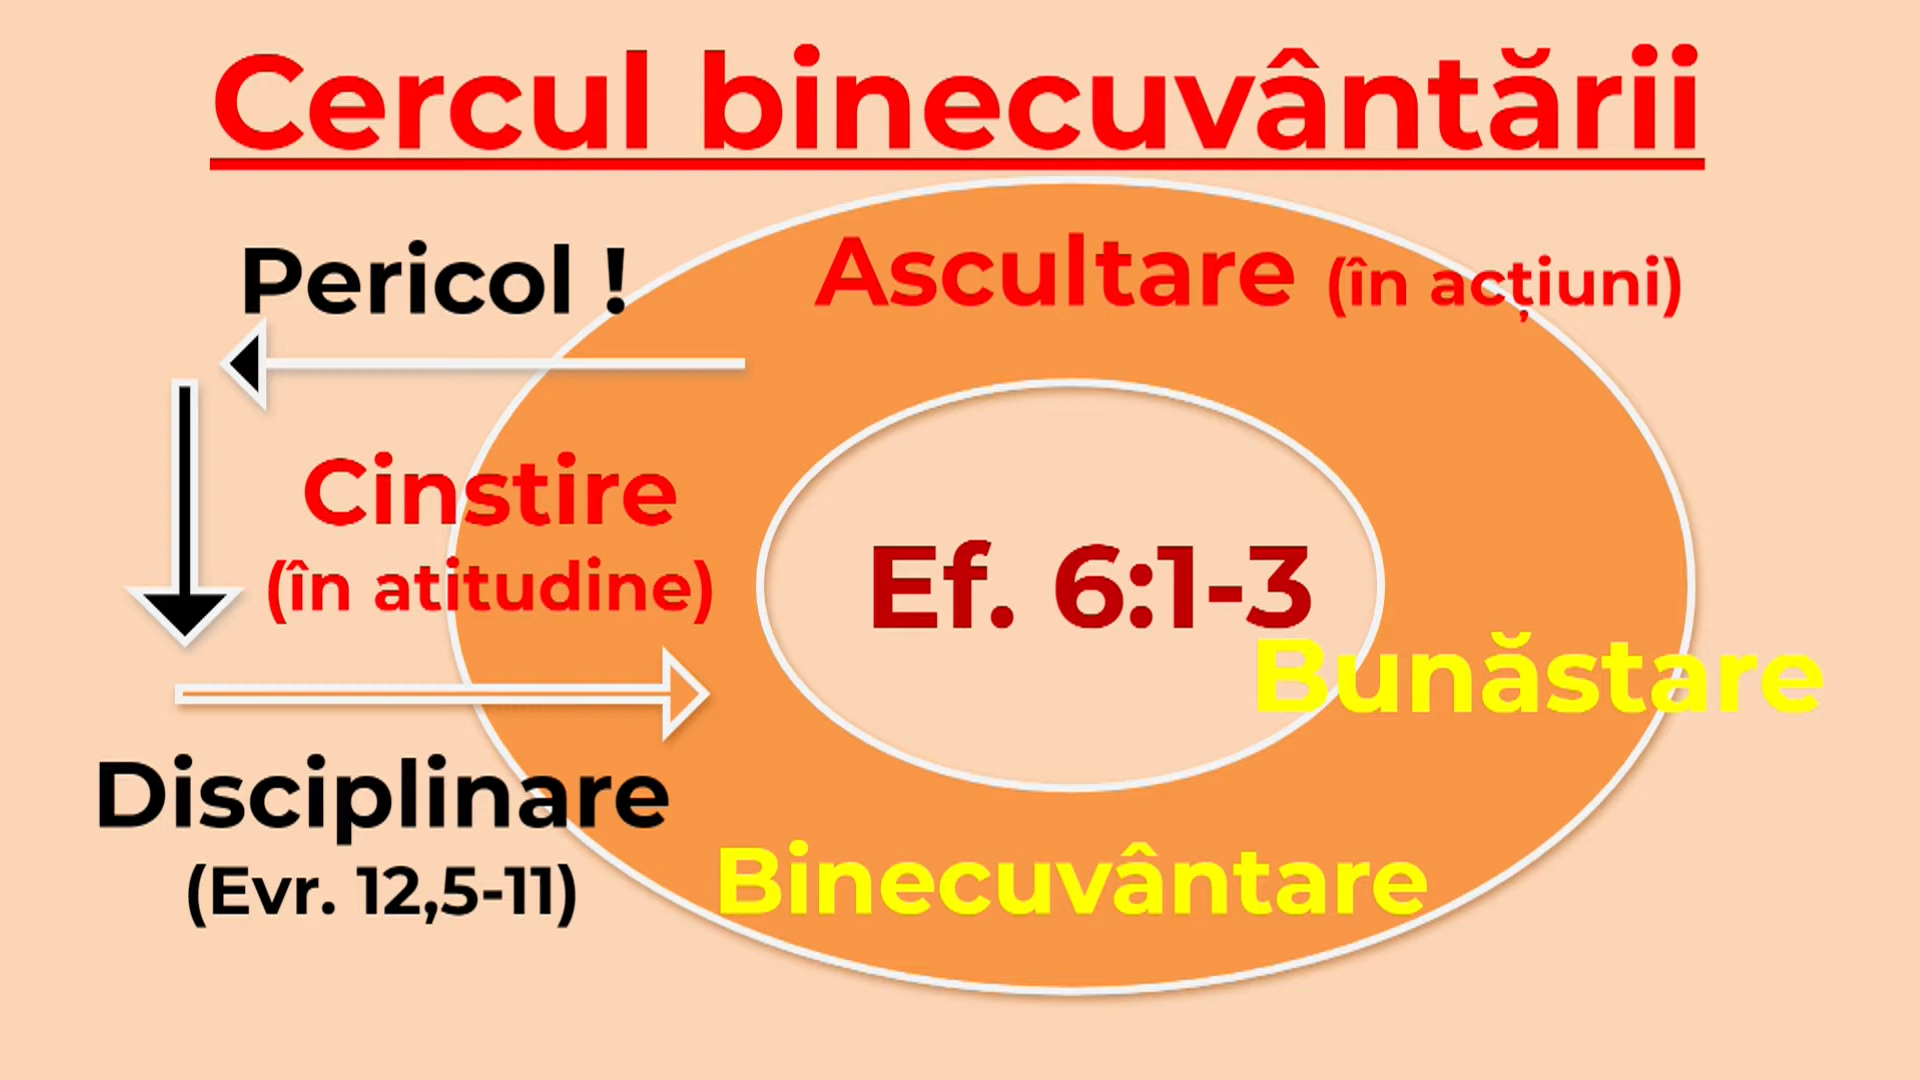 Cercul binecuvântării
Pericol !
Ascultare (în acțiuni)
Cinstire
(în atitudine)
Ef. 6:1-3
Bunăstare
Disciplinare
(Evr. 12,5-11)
Binecuvântare